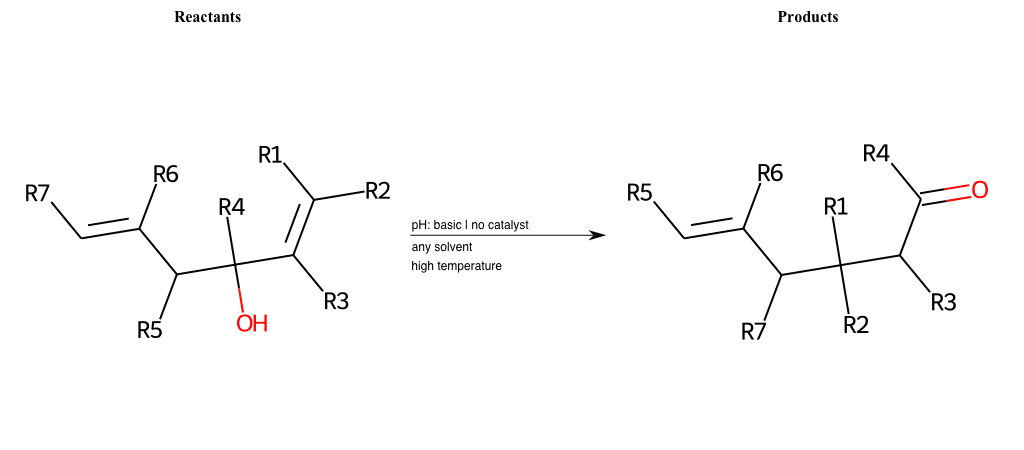 Reactants
Products
R1
R6
R7
R2
R4
R3
OH
R5
pH: basic | no catalyst
any solvent
high temperature
R4
R6
R5
O
R1
R3
R2
R7